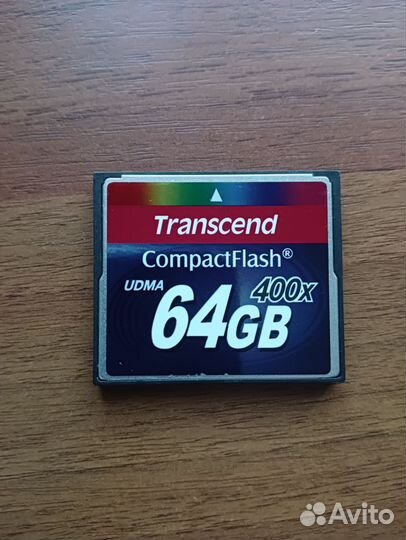 Transcend
CompactFlash®
UDMA 400x
64GB
Avito